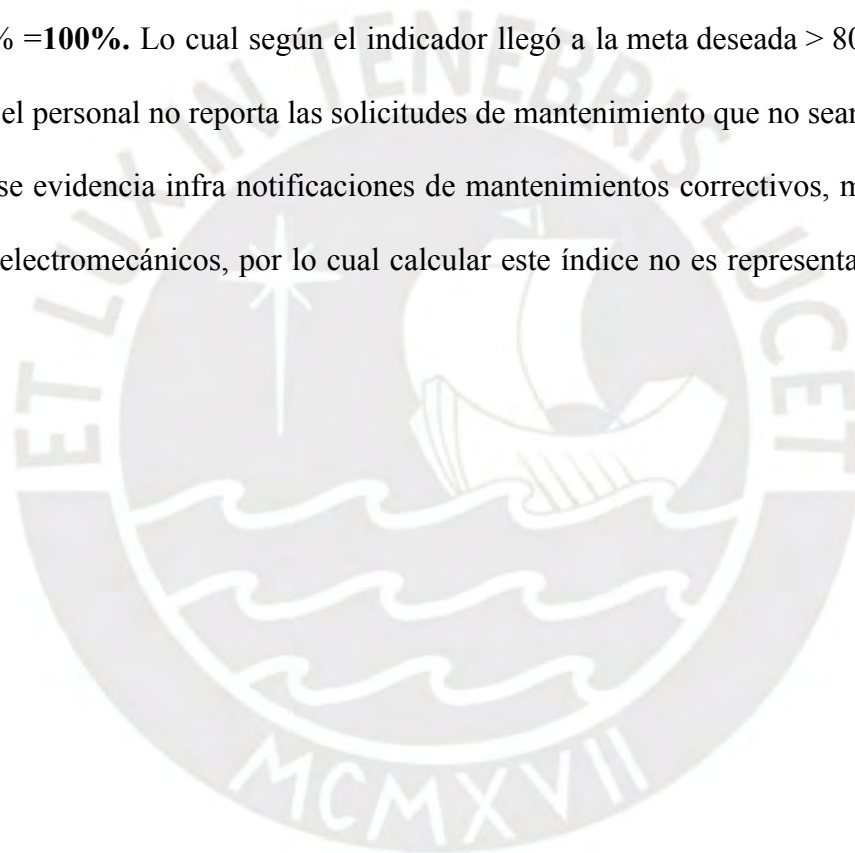 % =100%. Lo cual según el indicador llegó a la meta deseada > 80
el personal no reporta las solicitudes de mantenimiento que no sean
se evidencia infra notificaciones de mantenimientos correctivos, m
electromecánicos, por lo cual calcular este índice no es representa
ET LUX IN TENEBRIS LUCET
MCMXVII